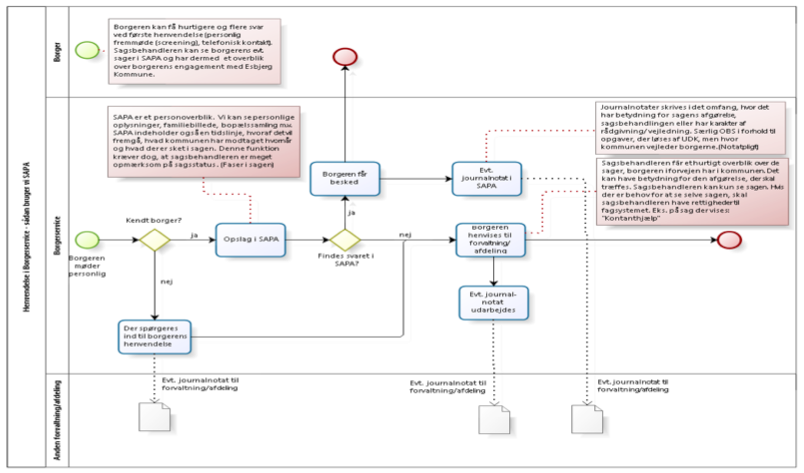 Henvendelse i Borgerservice - sådan bruger vi SAPA
Borger
Borgeren kan få hurtigere og flere svar
ved første henvendelse (personlig
fremmøde (screening), telefonisk kontakt).
Sagsbehandleren kan se borgerens evt.
sager i SAPA og har dermed et overblik
over borgerens engagement med Esbjerg
Kommune.
Borgerservice
SAPA er et personoverblik. Vi kan se personlige
oplysninger, familiebillede, bopælssamling mm.
SAPA indeholder også en tidslinje, hvoraf det vil
fremgå, hvad kommunen har modtaget hvornår
og hvad der er sket i sagen. Denne funktion
kræver dog, at sagsbehandleren er meget
opmærksom på sagsstatus. (Faser i sagen)
Journalnotater skrives i det omfang, hvor det
har betydning for sagens afgørelse,
sagsbehandlingen eller har karakter af
rådgivning/vejledning. Særlig OBS i forhold til
opgaver, der løses af UDK, men hvor
kommunen vejleder borgerne.(Notatpligt)
Sagsbehandleren får et hurtigt overblik over de
sager, borgeren i forvejen har i kommunen. Det
kan have betydning for den afgørelse, der skal
træffes. Sagsbehandleren kan kun se sagen. Hvis
der er behov for at se selve sagen, skal
sagsbehandleren have rettigheder til
fagsystemet. Eks. på sag der vises:
"Kontanthjælp"
Borgeren får
besked
Evt.
journalnotat i
SAPA
Kendt borger?
ja
Opslag i SAPA
ja
nej
Findes svaret i
SAPA?
Borgeren
henvises til
forvaltning/
afdeling
Borgeren
møder
personlig
nej
Evt. journal-
notat
udarbejdes
Der spørgeres
ind til borgerens
henvendelse
Anden forvaltning/afdeling
Evt. journalnotat til
forvaltning/afdeling
Evt. journalnotat til
forvaltning/afdeling
Evt. journalnotat til
forvaltning/afdeling